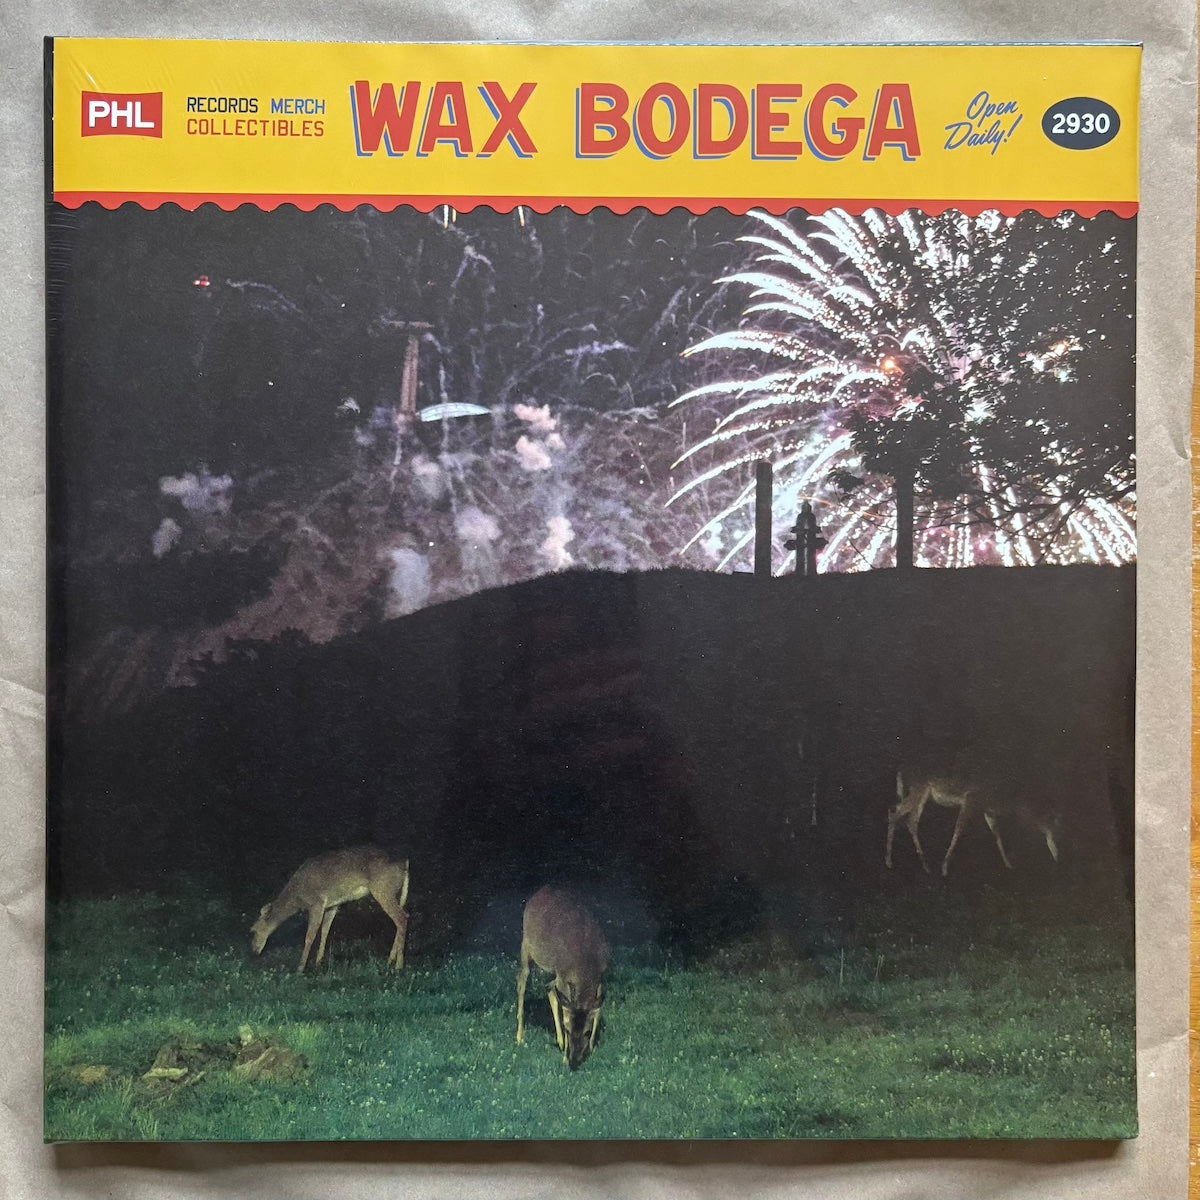 PHL
RECORDS MERCH
COLLECTIBLES
WAX BODEGA
Open
Daily!
2930